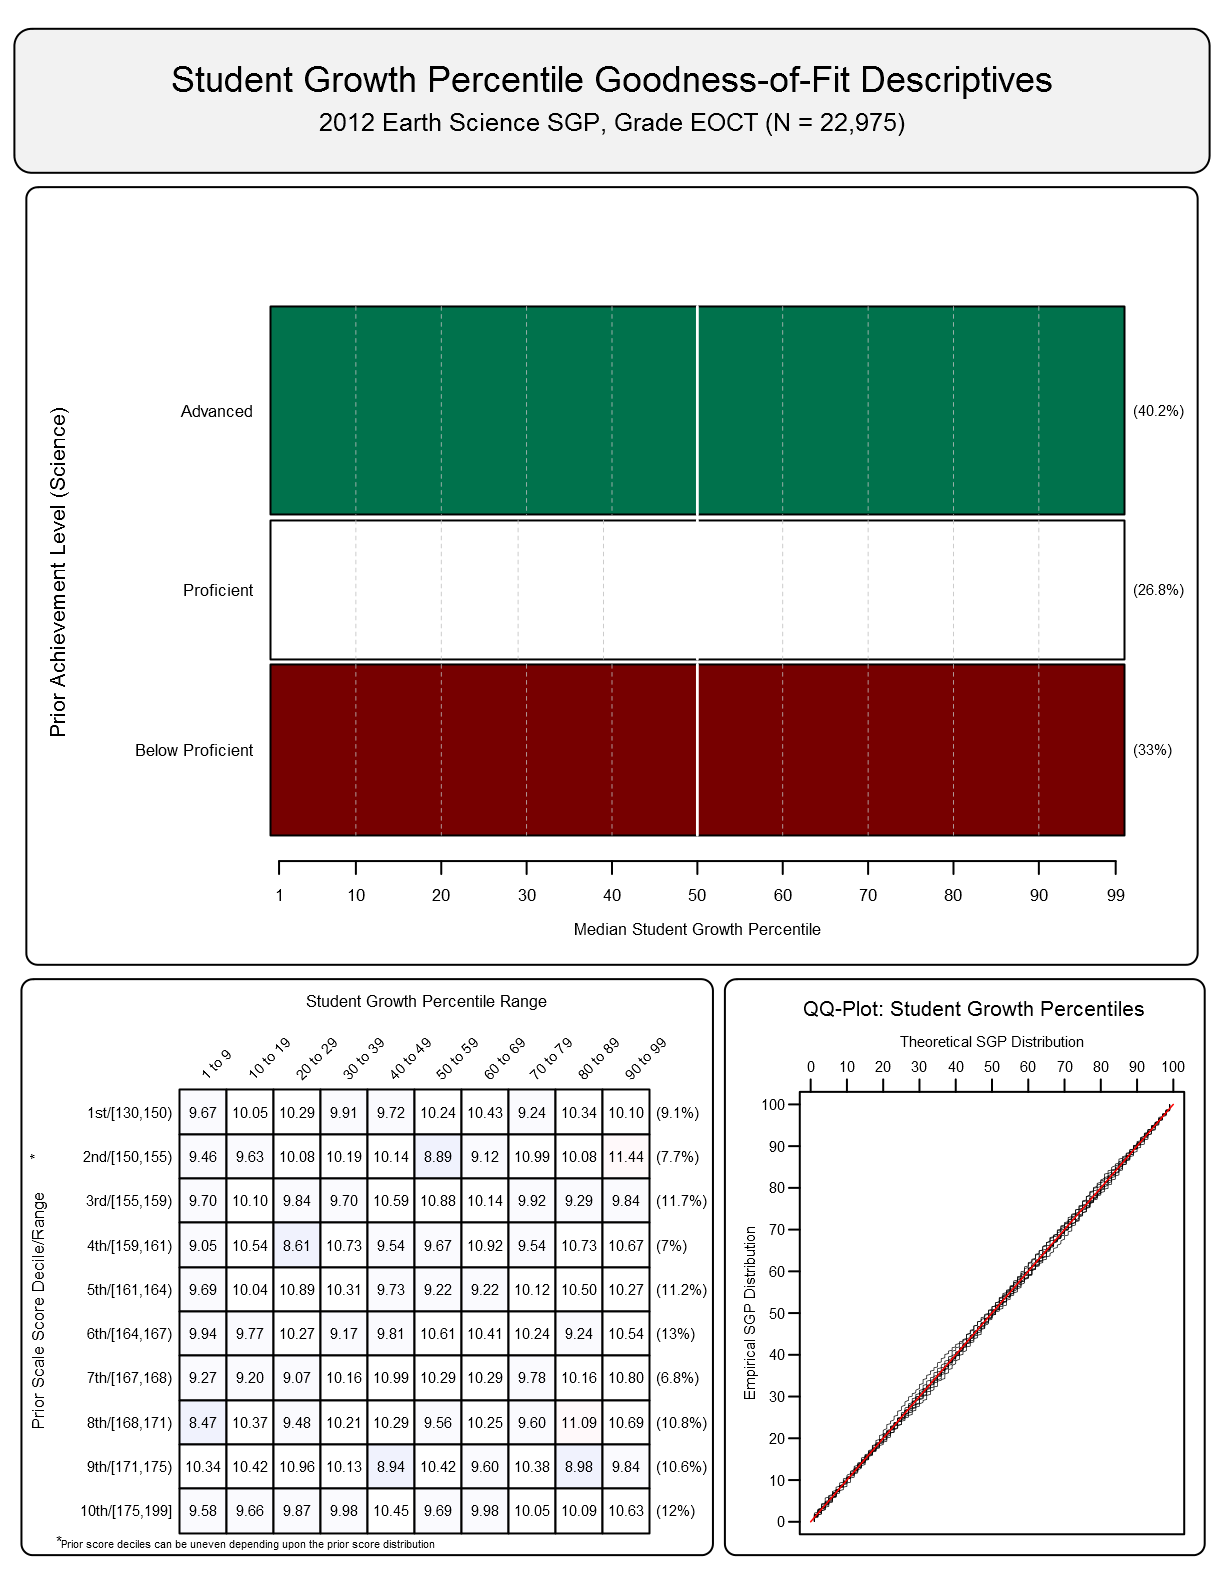 Student Growth Percentile Goodness-of-Fit Descriptives
2012 Earth Science SGP, Grade EOCT (N = 22,975)
Prior Achievement Level (Science)
Advanced (40.2%)
Proficient (26.8%)
Below Proficient (33%)
1 10 20 30 40 50 60 70 80 90 99
Median Student Growth Percentile
Student Growth Percentile Range
1 to 9 10 to 19 20 to 29 30 to 39 40 to 49 50 to 59 60 to 69 70 to 79 80 to 89 90 to 99
* Prior Scale Score Decile/Range
1st/[130,150) 9.67 10.05 10.29 9.91 9.72 10.24 10.43 9.24 10.34 10.10 (9.1%)
2nd/[150,155) 9.46 9.63 10.08 10.19 10.14 8.89 9.12 10.99 10.08 11.44 (7.7%)
3rd/[155,159) 9.70 10.10 9.84 9.70 10.59 10.88 10.14 9.92 9.29 9.84 (11.7%)
4th/[159,161) 9.05 10.54 8.61 10.73 9.54 9.67 10.92 9.54 10.73 10.67 (7%)
5th/[161,164) 9.69 10.04 10.89 10.31 9.73 9.22 9.22 10.12 10.50 10.27 (11.2%)
6th/[164,167) 9.94 9.77 10.27 9.17 9.81 10.61 10.41 10.24 9.24 10.54 (13%)
7th/[167,168) 9.27 9.20 9.07 10.16 10.99 10.29 10.29 9.78 10.16 10.80 (6.8%)
8th/[168,171) 8.47 10.37 9.48 10.21 10.29 9.56 10.25 9.60 11.09 10.69 (10.8%)
9th/[171,175) 10.34 10.42 10.96 10.13 8.94 10.42 9.60 10.38 8.98 9.84 (10.6%)
10th/[175,199] 9.58 9.66 9.87 9.98 10.45 9.69 9.98 10.05 10.09 10.63 (12%)
*Prior score deciles can be uneven depending upon the prior score distribution
QQ-Plot: Student Growth Percentiles
Theoretical SGP Distribution
0 10 20 30 40 50 60 70 80 90 100
Empirical SGP Distribution
100
90
80
70
60
50
40
30
20
10
0